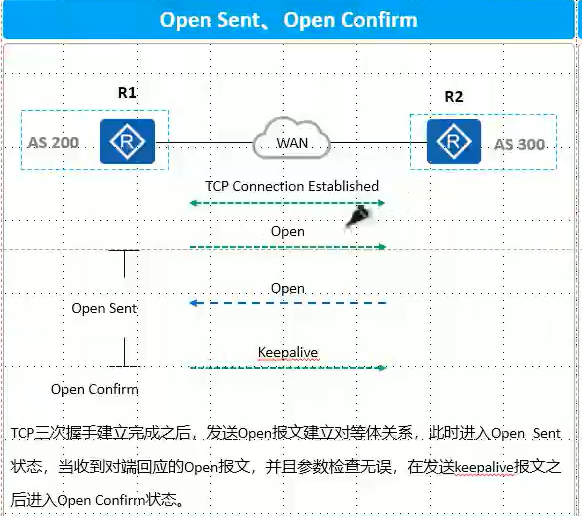 Open Sent、Open Confirm
R1
R2
AS 200
R
WAN
R
AS 300
TCP Connection Established
Open
Open
Open Sent
Keepalive
Open Confirm
TCP三次握手建立完成之后，发送Open报文建立对等体关系，此时进入Open Sent
状态，当收到对端回应的Open报文，并且参数检查无误，在发送keepalive报文之
后进入Open Confirm状态。